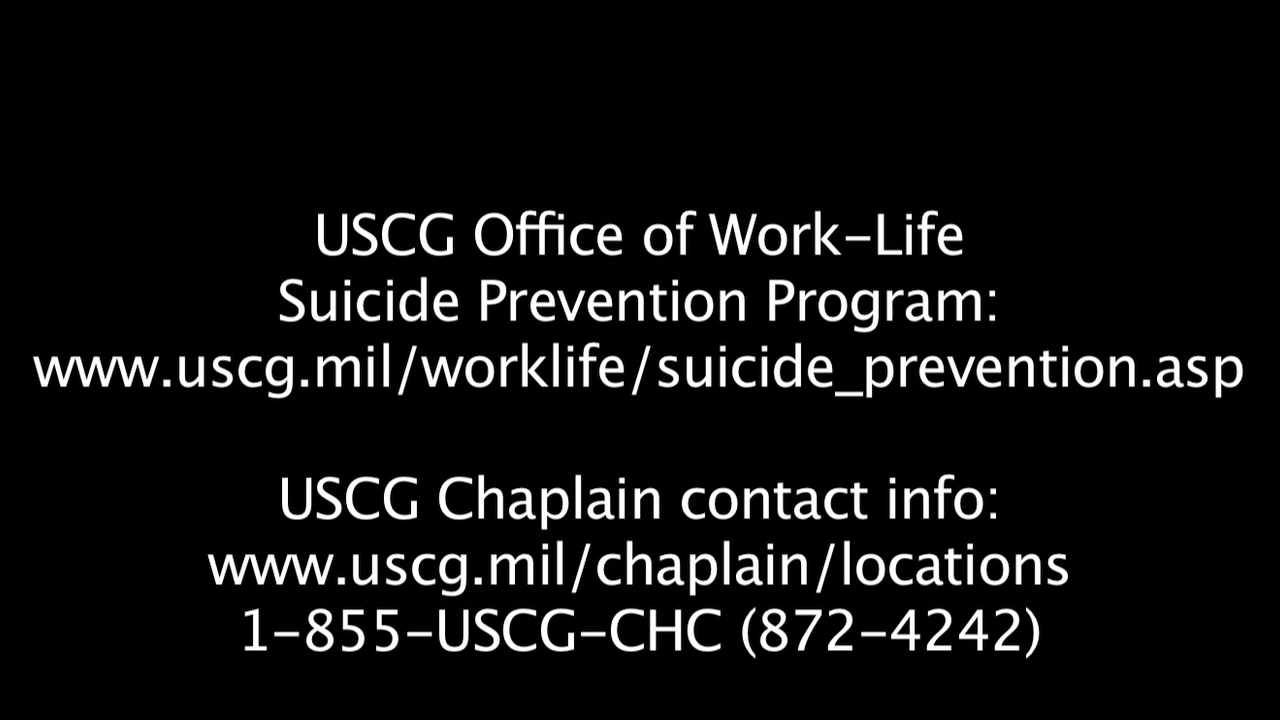 USCG Office of Work-Life
Suicide Prevention Program:
www.uscg.mil/worklife/suicide_prevention.asp
USCG Chaplain contact info:
www.uscg.mil/chaplain/locations
1-855-USCG-CHC (872-4242)